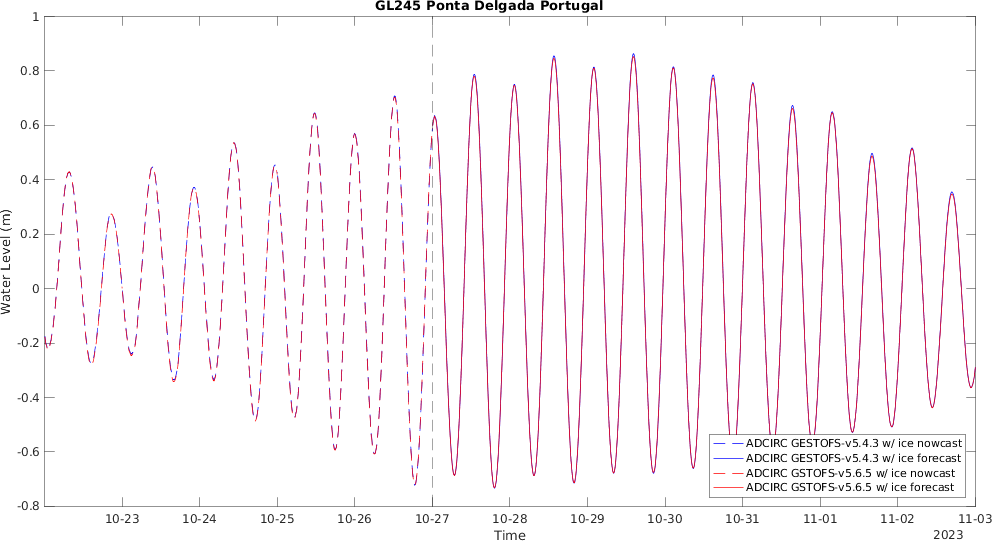 GL245 Ponta Delgada Portugal
1
0.8
0.6
0.4
0.2
0
-0.2
-0.4
-0.6
-0.8
Water Level (m)
ADCIRC GESTOFS-v5.4.3 w/ ice nowcast
ADCIRC GESTOFS-v5.4.3 w/ ice forecast
ADCIRC GSTOFS-v5.6.5 w/ ice nowcast
ADCIRC GSTOFS-v5.6.5 w/ ice forecast
10-23 10-24 10-25 10-26 10-27 10-28 10-29 10-30 10-31 11-01 11-02 11-03
Time
2023